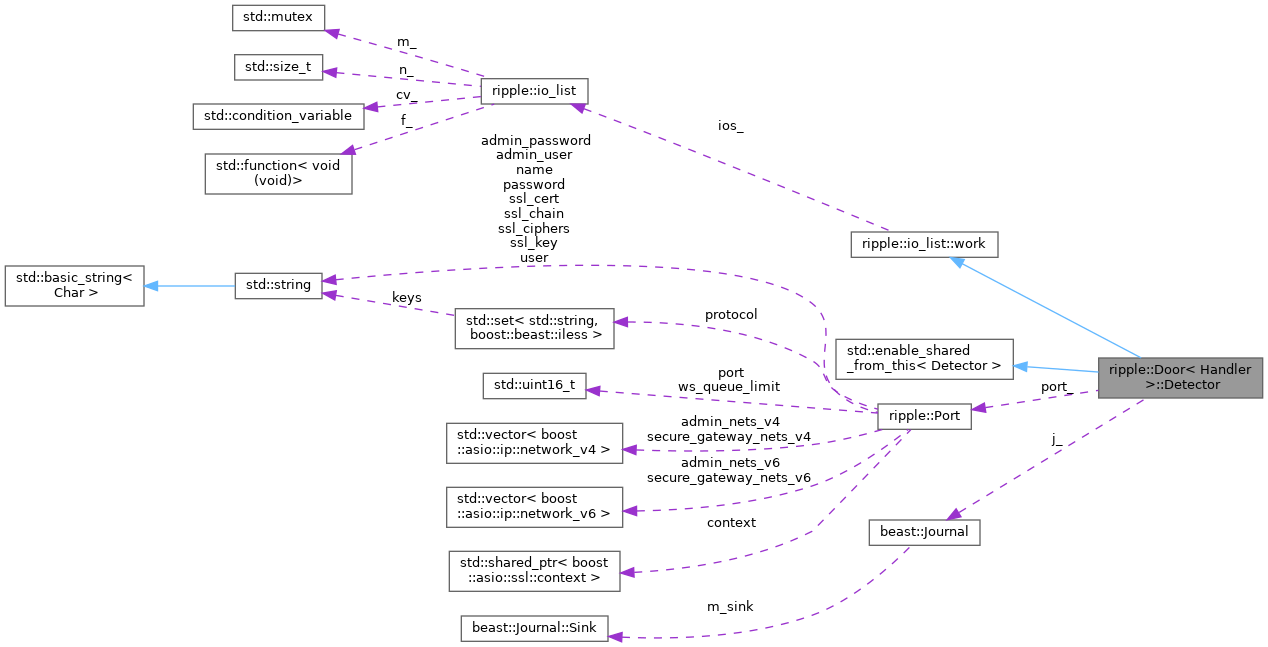 std::mutex
m_
std::size_t
n_
ripple::io_list
cv_
std::condition_variable
f_
ios_
std::function< void
(void)>
admin_password
admin_user
name
password
ssl_cert
ssl_chain
ssl_ciphers
ssl_key
user
ripple::io_list::work
std::basic_string<
Char >
std::string
keys
std::set< std::string,
boost::beast::iless >
protocol
std::enable_shared
_from_this< Detector >
ripple::Door< Handler
>::Detector
std::uint16_t
port
ws_queue_limit
port_
ripple::Port
std::vector< boost
::asio::ip::network_v4 >
admin_nets_v4
secure_gateway_nets_v4
j_
std::vector< boost
::asio::ip::network_v6 >
admin_nets_v6
secure_gateway_nets_v6
context
beast::Journal
std::shared_ptr< boost
::asio::ssl::context >
m_sink
beast::Journal::Sink